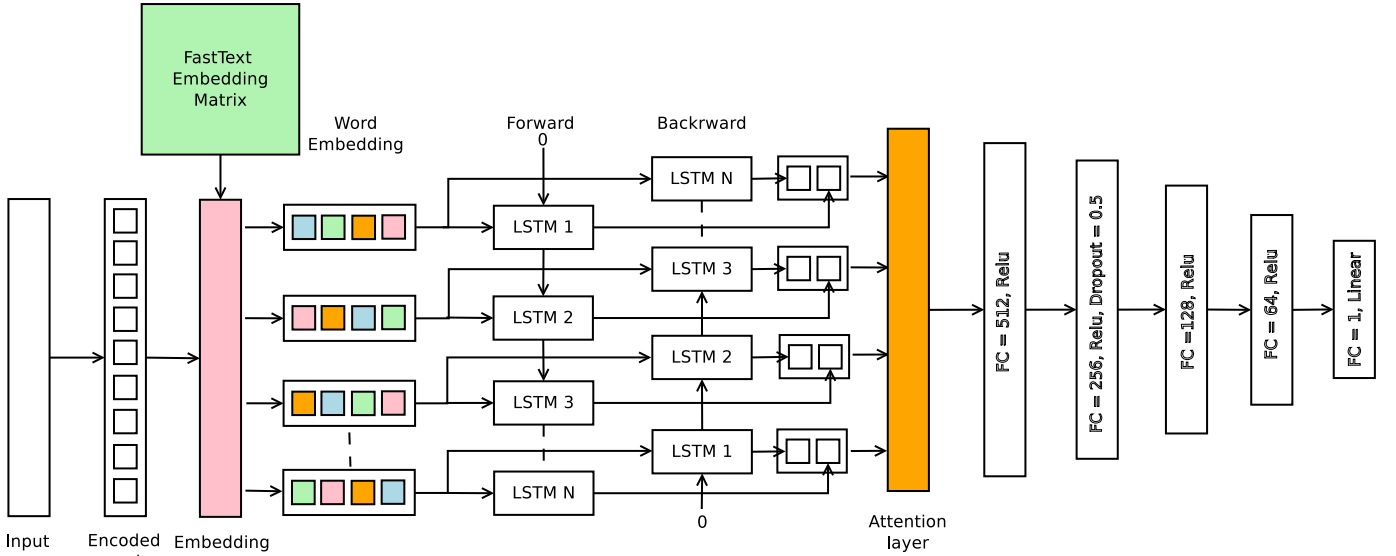 FastText
Embedding
Matrix
Word
Embedding
Forward
0
Backrward
LSTM N
LSTM 1
LSTM 3
LSTM 2
LSTM 2
LSTM 3
LSTM 1
LSTM N
0
Input
Encoded
Embedding
Attention
layer
FC = 512, Relu
FC = 256, Relu, Dropout = 0.5
FC =128, Relu
FC = 64, Relu
FC = 1, Linear